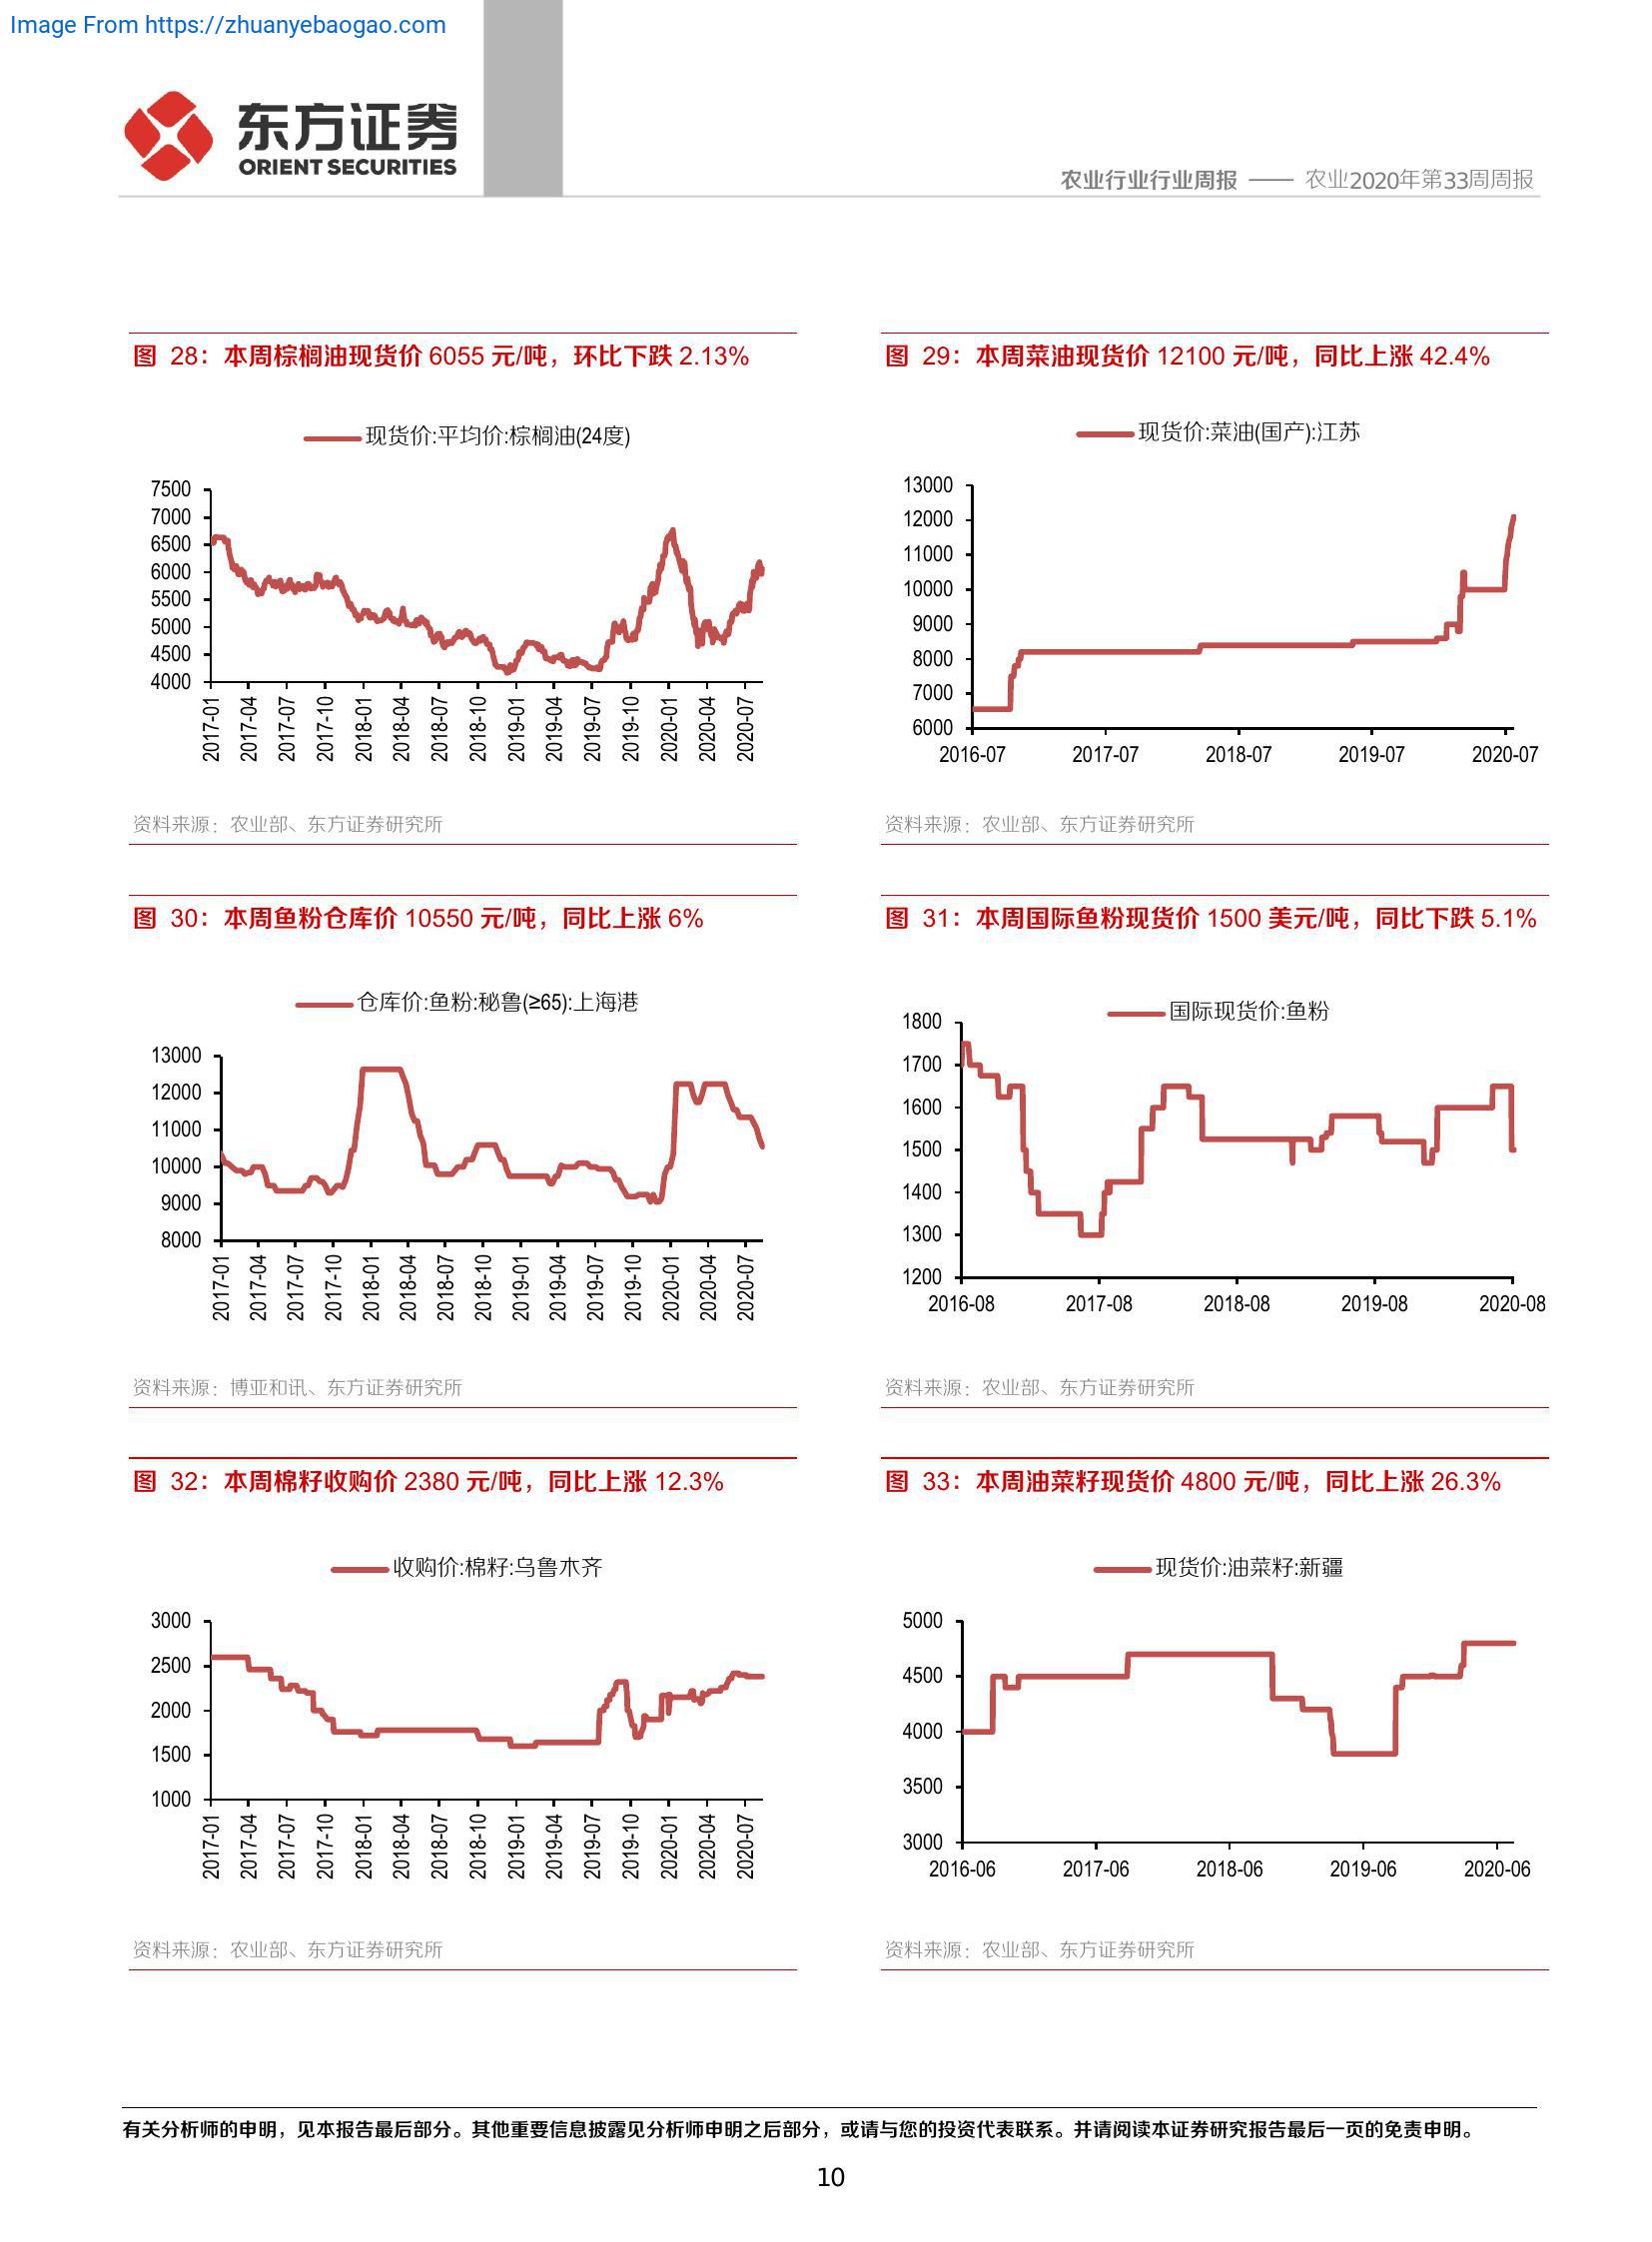 Image From https://zhuanyebaogao.com
东方证券
ORIENT SECURITIES
农业行业行业周报 —— 农业2020年第33周周报
图 28：本周棕榈油现货价 6055 元/吨，环比下跌 2.13%
现货价:平均价:棕榈油(24度)
7500
7000
6500
6000
5500
5000
4500
4000
2017-01 2017-04 2017-07 2017-10 2018-01 2018-04 2018-07 2018-10 2019-01 2019-04 2019-07 2019-10 2020-01 2020-04 2020-07
资料来源：农业部、东方证券研究所
图 29：本周菜油现货价 12100 元/吨，同比上涨 42.4%
现货价:菜油(国产):江苏
13000
12000
11000
10000
9000
8000
7000
6000
2016-07 2017-07 2018-07 2019-07 2020-07
资料来源：农业部、东方证券研究所
图 30：本周鱼粉仓库价 10550 元/吨，同比上涨 6%
仓库价:鱼粉:秘鲁(≥65):上海港
13000
12000
11000
10000
9000
8000
2017-01 2017-04 2017-07 2017-10 2018-01 2018-04 2018-07 2018-10 2019-01 2019-04 2019-07 2019-10 2020-01 2020-04 2020-07
资料来源：博亚和讯、东方证券研究所
图 31：本周国际鱼粉现货价 1500 美元/吨，同比下跌 5.1%
国际现货价:鱼粉
1800
1700
1600
1500
1400
1300
1200
2016-08 2017-08 2018-08 2019-08 2020-08
资料来源：农业部、东方证券研究所
图 32：本周棉籽收购价 2380 元/吨，同比上涨 12.3%
收购价:棉籽:乌鲁木齐
3000
2500
2000
1500
1000
2017-01 2017-04 2017-07 2017-10 2018-01 2018-04 2018-07 2018-10 2019-01 2019-04 2019-07 2019-10 2020-01 2020-04 2020-07
资料来源：农业部、东方证券研究所
图 33：本周油菜籽现货价 4800 元/吨，同比上涨 26.3%
现货价:油菜籽:新疆
5000
4500
4000
3500
3000
2016-06 2017-06 2018-06 2019-06 2020-06
资料来源：农业部、东方证券研究所
有关分析师的申明，见本报告最后部分。其他重要信息披露见分析师申明之后部分，或请与您的投资代表联系。并请阅读本证券研究报告最后一页的免责申明。
10